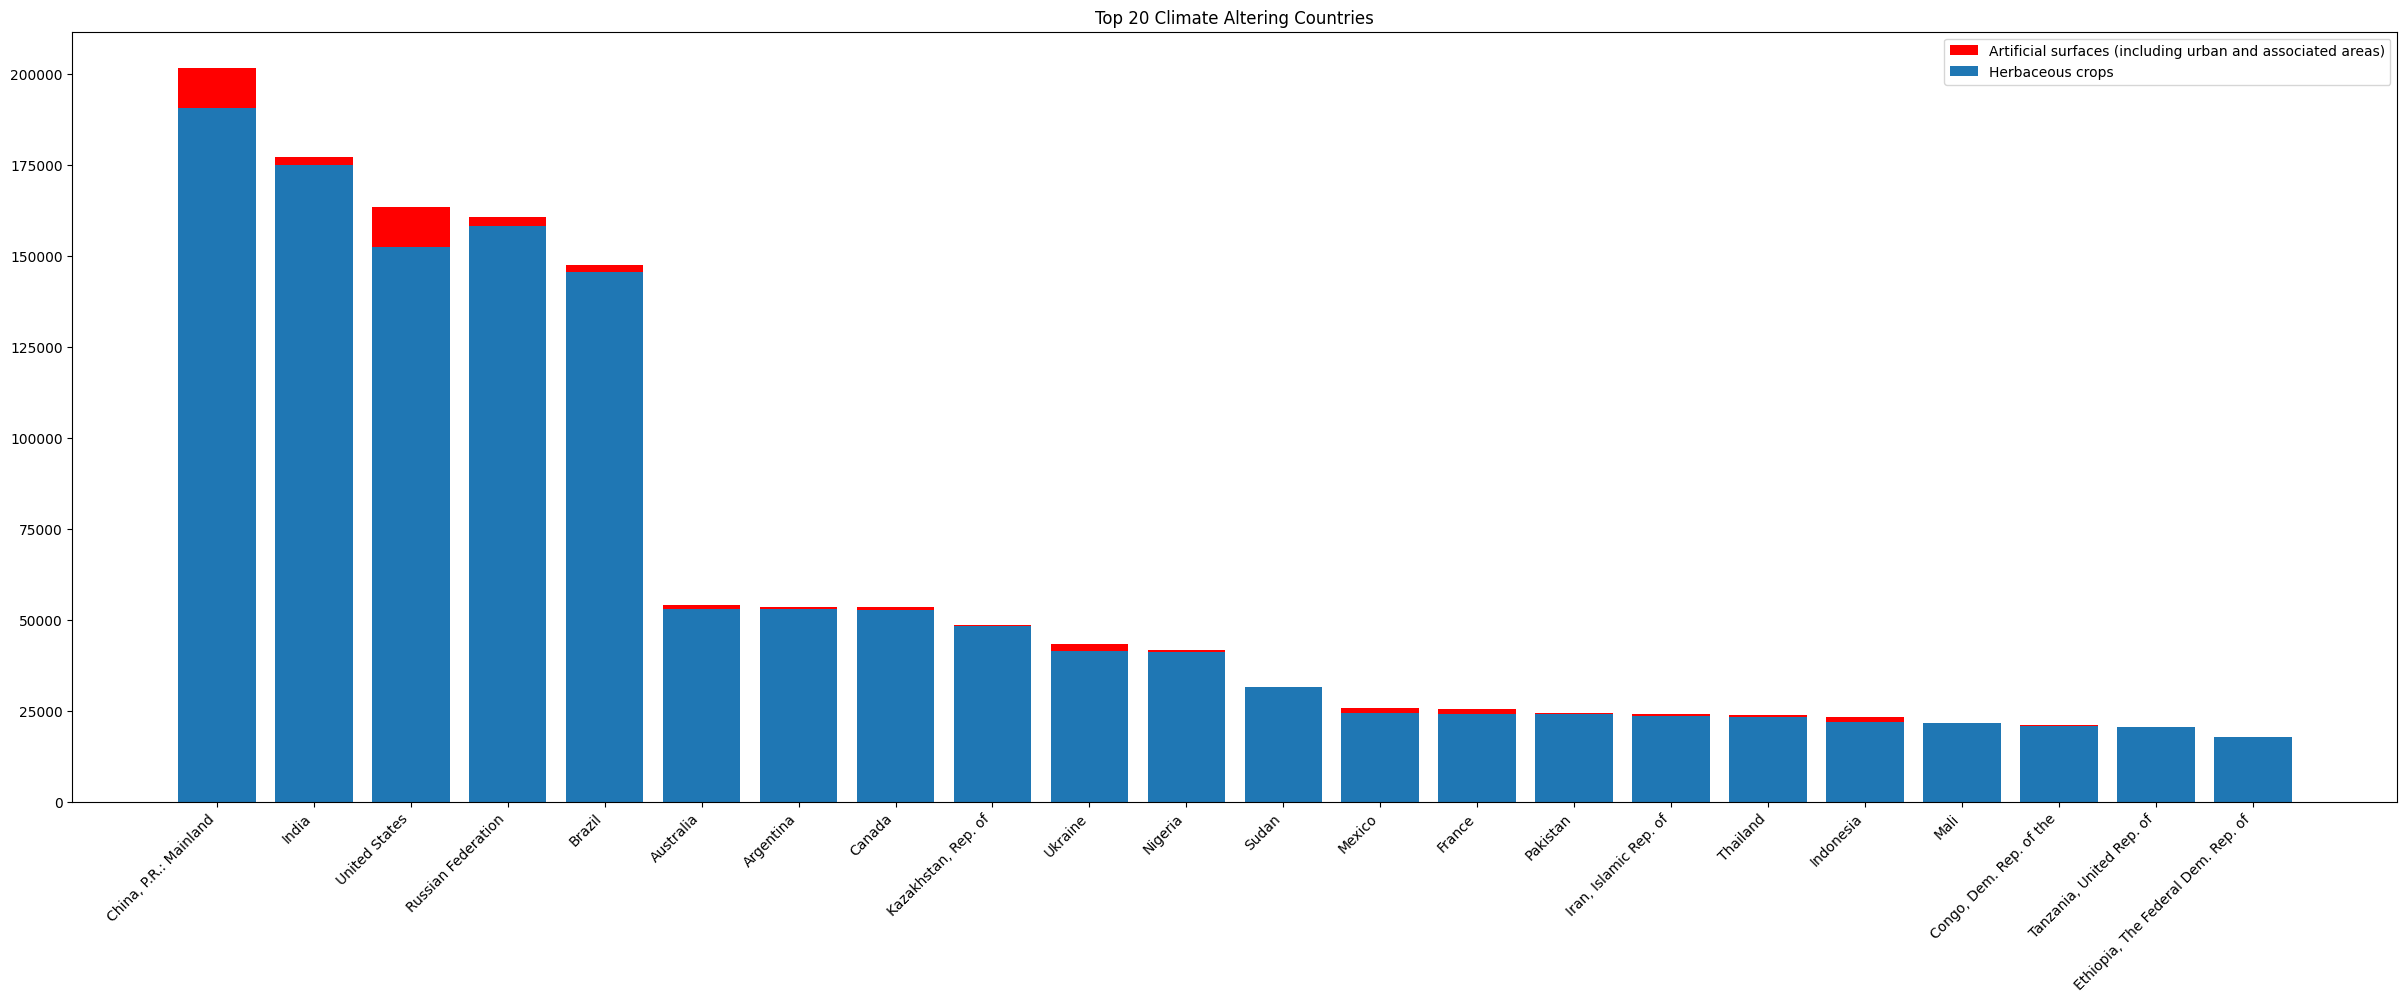 Top 20 Climate Altering Countries
Artificial surfaces (including urban and associated areas)
Herbaceous crops
200000
175000
150000
125000
100000
75000
50000
25000
0
China, P.R.: Mainland
India
United States
Russian Federation
Brazil
Australia
Argentina
Canada
Kazakhstan, Rep. of
Ukraine
Nigeria
Sudan
Mexico
France
Pakistan
Iran, Islamic Rep. of
Thailand
Indonesia
Mali
Congo, Dem. Rep. of the
Tanzania, United Rep. of
Ethiopia, The Federal Dem. Rep. of